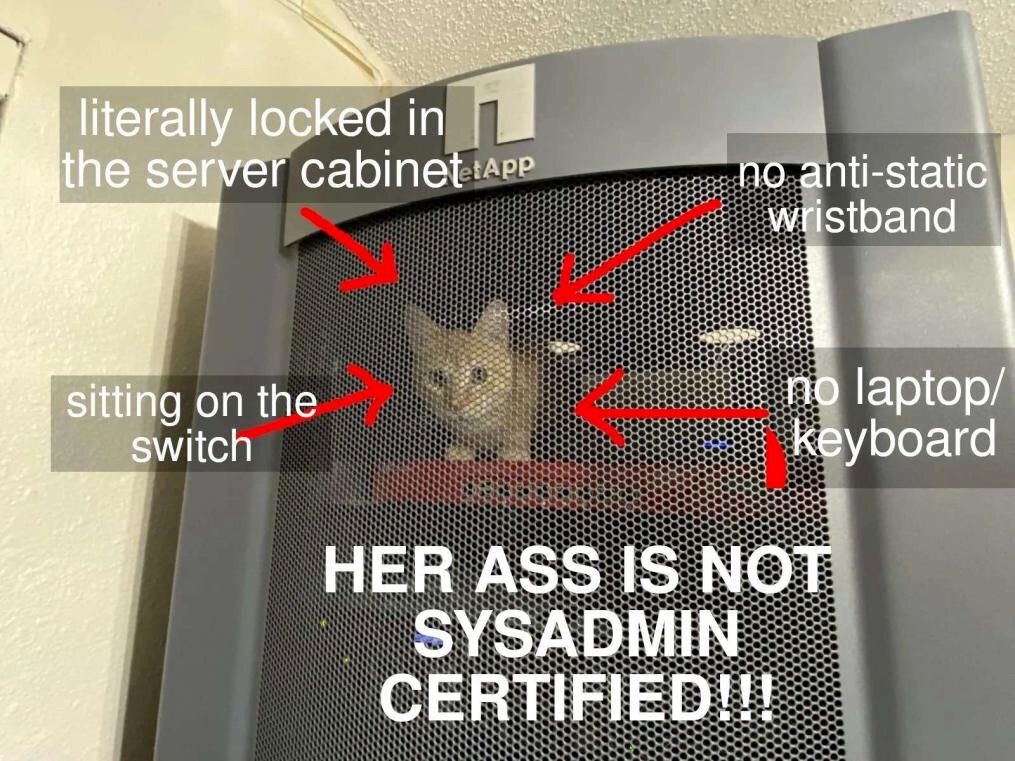 literally locked in
the server cabinet
NetApp
no anti-static
wristband
sitting on the
switch
no laptop/
keyboard
HER ASS IS NOT
SYSADMIN
CERTIFIED!!!